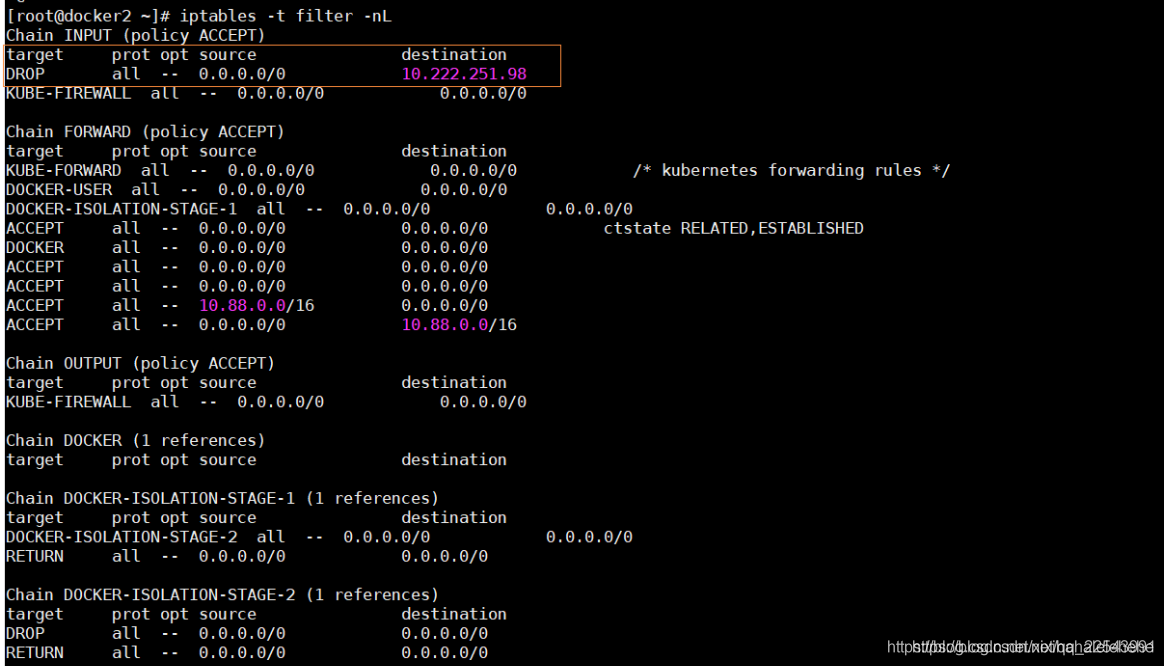 [root@docker2 ~]# iptables -t filter -nL
Chain INPUT (policy ACCEPT)
target     prot opt source               destination
DROP       all  --  0.0.0.0/0            10.222.251.98
KUBE-FIREWALL  all  --  0.0.0.0/0            0.0.0.0/0
Chain FORWARD (policy ACCEPT)
target     prot opt source               destination
KUBE-FORWARD  all  --  0.0.0.0/0            0.0.0.0/0            /* kubernetes forwarding rules */
DOCKER-USER  all  --  0.0.0.0/0            0.0.0.0/0
DOCKER-ISOLATION-STAGE-1  all  --  0.0.0.0/0            0.0.0.0/0
ACCEPT     all  --  0.0.0.0/0            0.0.0.0/0            ctstate RELATED,ESTABLISHED
DOCKER     all  --  0.0.0.0/0            0.0.0.0/0
ACCEPT     all  --  0.0.0.0/0            0.0.0.0/0
ACCEPT     all  --  0.0.0.0/0            0.0.0.0/0
ACCEPT     all  --  10.88.0.0/16         0.0.0.0/0
ACCEPT     all  --  0.0.0.0/0            10.88.0.0/16
Chain OUTPUT (policy ACCEPT)
target     prot opt source               destination
KUBE-FIREWALL  all  --  0.0.0.0/0            0.0.0.0/0
Chain DOCKER (1 references)
target     prot opt source               destination
Chain DOCKER-ISOLATION-STAGE-1 (1 references)
target     prot opt source               destination
DOCKER-ISOLATION-STAGE-2  all  --  0.0.0.0/0            0.0.0.0/0
RETURN     all  --  0.0.0.0/0            0.0.0.0/0
Chain DOCKER-ISOLATION-STAGE-2 (1 references)
target     prot opt source               destination
DROP       all  --  0.0.0.0/0            0.0.0.0/0
RETURN     all  --  0.0.0.0/0            0.0.0.0/0